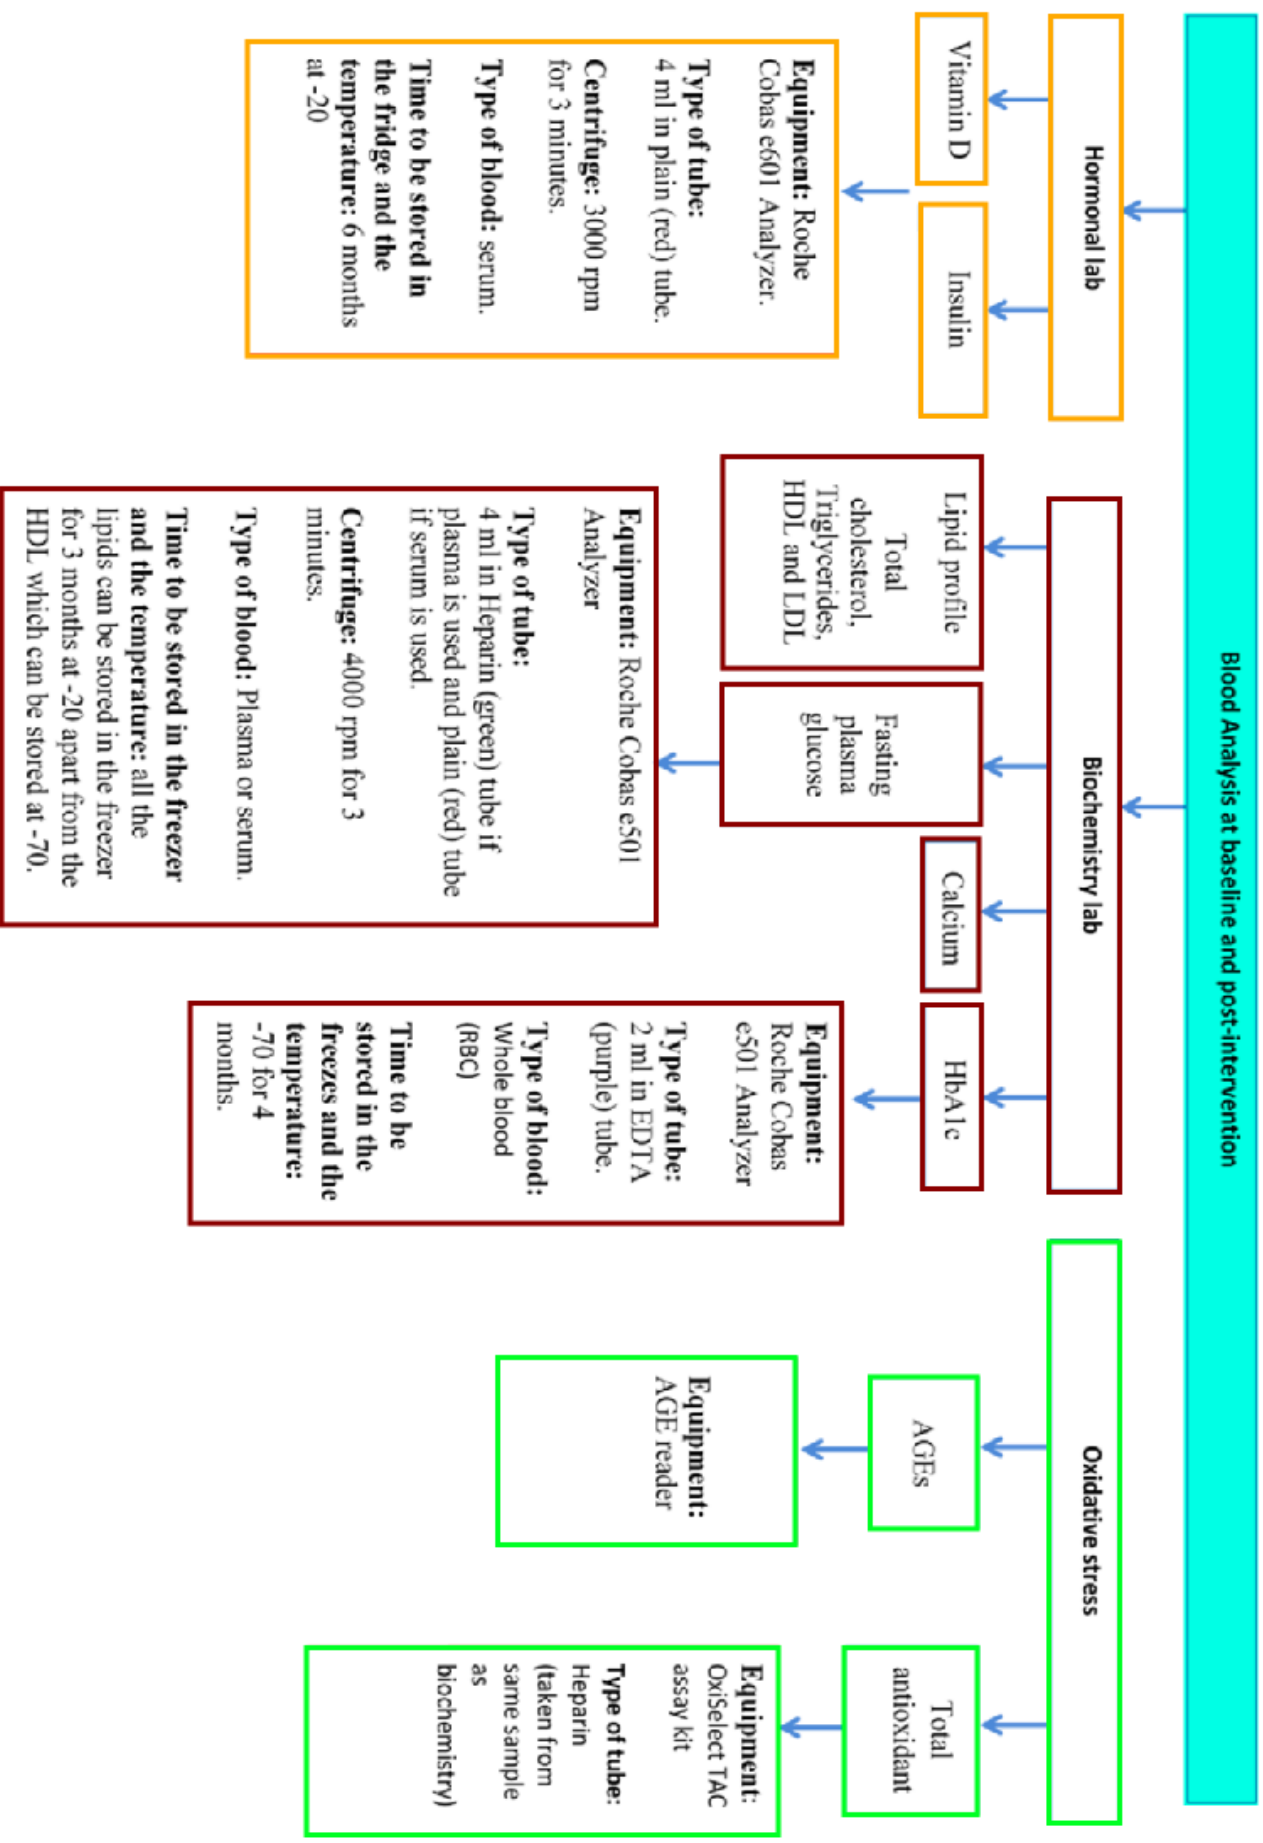 Blood Analysis at baseline and post-intervention
Hormonal lab
Vitamin D
Insulin
Equipment: Roche
Cobas e601 Analyzer.
Type of tube:
4 ml in plain (red) tube.
Centrifuge: 3000 rpm
for 3 minutes.
Type of blood: serum.
Time to be stored in
the fridge and the
temperature: 6 months
at -20
Biochemistry lab
Lipid profile
Total
cholesterol,
Triglycerides,
HDL and LDL
Fasting
plasma
glucose
Calcium
HbA1c
Equipment: Roche Cobas e501
Analyzer
Type of tube:
4 ml in Heparin (green) tube if
plasma is used and plain (red) tube
if serum is used.
Centrifuge: 4000 rpm for 3
minutes.
Type of blood: Plasma or serum.
Time to be stored in the freezer
and the temperature: all the
lipids can be stored in the freezer
for 3 months at -20 apart from the
HDL which can be stored at -70.
Equipment:
Roche Cobas
e501 Analyzer
Type of tube:
2 ml in EDTA
(purple) tube.
Type of blood:
Whole blood
(RBC)
Time to be
stored in the
freezes and the
temperature:
-70 for 4
months.
Oxidative stress
AGEs
Equipment:
AGE reader
Total
antioxidant
Equipment:
OxiSelect TAC
assay kit
Type of tube:
Heparin
(taken from
same sample
as
biochemistry)